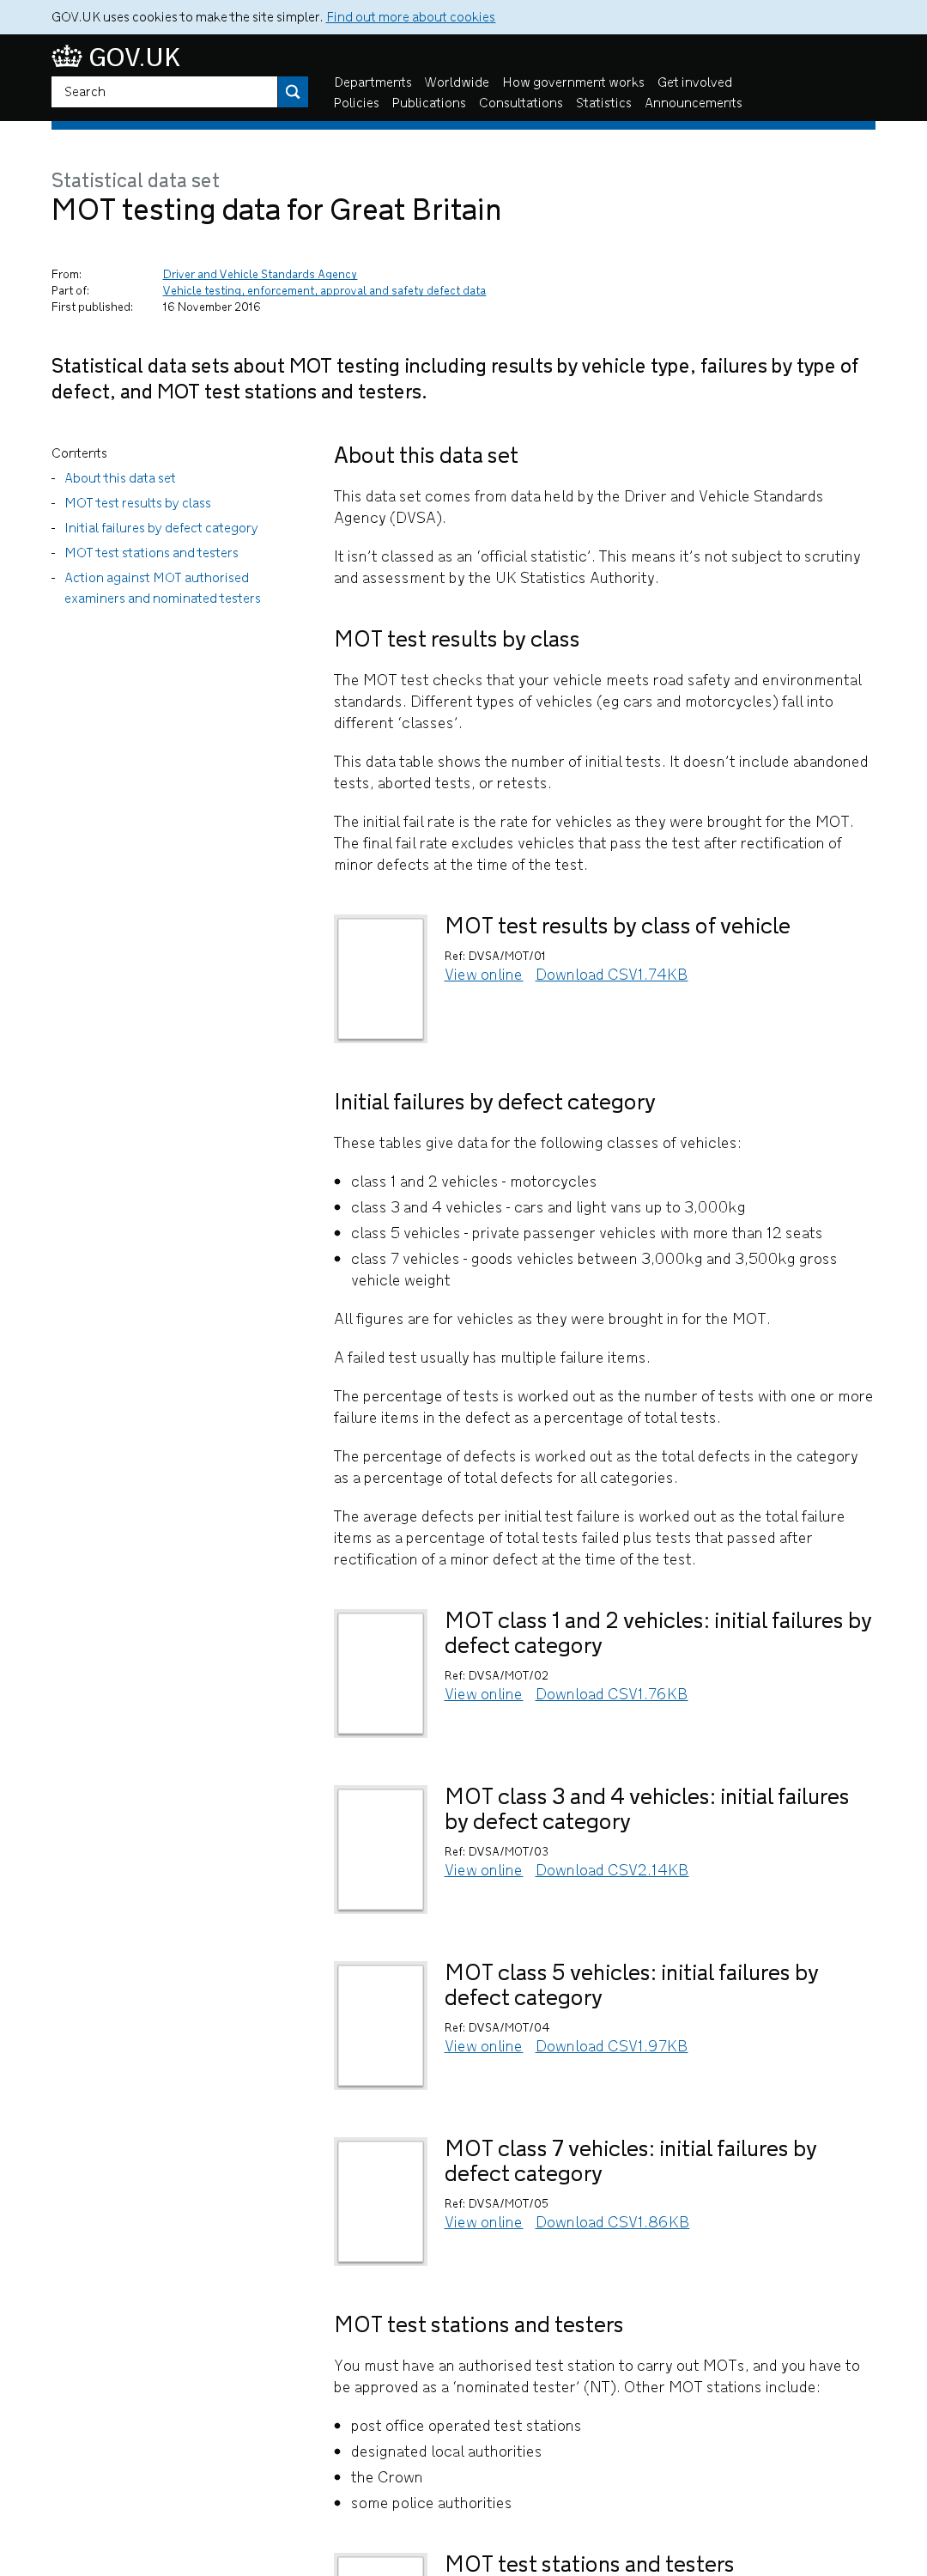 GOV.UK uses cookies to make the site simpler. Find out more about cookies
GOV.UK
Search
Departments Worldwide How government works Get involved
Policies Publications Consultations Statistics Announcements
Statistical data set
MOT testing data for Great Britain
From: Driver and Vehicle Standards Agency
Part of: Vehicle testing, enforcement, approval and safety defect data
First published: 16 November 2016
Statistical data sets about MOT testing including results by vehicle type, failures by type of
defect, and MOT test stations and testers.
Contents
- About this data set
- MOT test results by class
- Initial failures by defect category
- MOT test stations and testers
- Action against MOT authorised
examiners and nominated testers
About this data set
This data set comes from data held by the Driver and Vehicle Standards
Agency (DVSA).
It isn’t classed as an ‘official statistic’. This means it’s not subject to scrutiny
and assessment by the UK Statistics Authority.
MOT test results by class
The MOT test checks that your vehicle meets road safety and environmental
standards. Different types of vehicles (eg cars and motorcycles) fall into
different ‘classes’.
This data table shows the number of initial tests. It doesn’t include abandoned
tests, aborted tests, or retests.
The initial fail rate is the rate for vehicles as they were brought for the MOT.
The final fail rate excludes vehicles that pass the test after rectification of
minor defects at the time of the test.
MOT test results by class of vehicle
Ref: DVSA/MOT/01
View online Download CSV1.74KB
Initial failures by defect category
These tables give data for the following classes of vehicles:
• class 1 and 2 vehicles - motorcycles
• class 3 and 4 vehicles - cars and light vans up to 3,000kg
• class 5 vehicles - private passenger vehicles with more than 12 seats
• class 7 vehicles - goods vehicles between 3,000kg and 3,500kg gross
vehicle weight
All figures are for vehicles as they were brought in for the MOT.
A failed test usually has multiple failure items.
The percentage of tests is worked out as the number of tests with one or more
failure items in the defect as a percentage of total tests.
The percentage of defects is worked out as the total defects in the category
as a percentage of total defects for all categories.
The average defects per initial test failure is worked out as the total failure
items as a percentage of total tests failed plus tests that passed after
rectification of a minor defect at the time of the test.
MOT class 1 and 2 vehicles: initial failures by
defect category
Ref: DVSA/MOT/02
View online Download CSV1.76KB
MOT class 3 and 4 vehicles: initial failures
by defect category
Ref: DVSA/MOT/03
View online Download CSV2.14KB
MOT class 5 vehicles: initial failures by
defect category
Ref: DVSA/MOT/04
View online Download CSV1.97KB
MOT class 7 vehicles: initial failures by
defect category
Ref: DVSA/MOT/05
View online Download CSV1.86KB
MOT test stations and testers
You must have an authorised test station to carry out MOTs, and you have to
be approved as a ‘nominated tester’ (NT). Other MOT stations include:
• post office operated test stations
• designated local authorities
• the Crown
• some police authorities
MOT test stations and testers